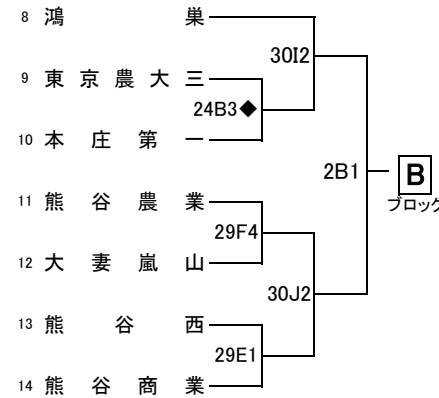 8 鴻巣
30I2
9 東京農大三
24B3◆
10 本庄第一
2B1
B
ブロック
11 熊谷農業
29F4
12 大妻嵐山
30J2
13 熊谷西
29E1
14 熊谷商業